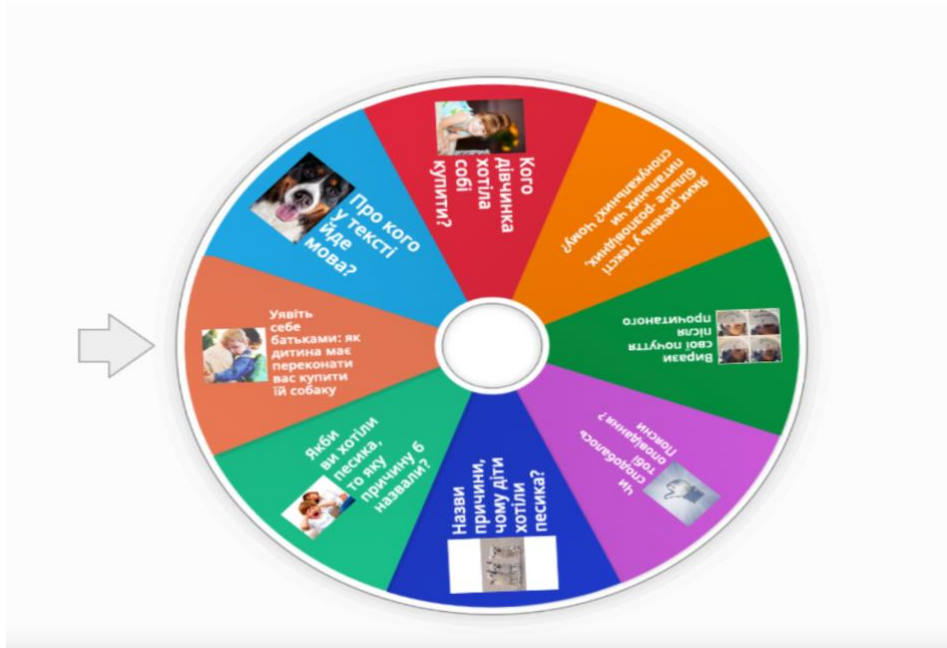 Кого
дівчинка
хотіла
собі
купити?
Яких речень у тексті
більше -розповідних,
питальних чи
спонукальних? Чому?
Вирази
свої почуття
після
прочитаного
Чи
сподобалось
тобі
оповідання?
Поясни
Назви
причини,
чому діти
хотіли
песика?
Якби
ви хотіли
песика,
то яку
причину б
назвали?
Уявіть
себе
батьками: як
дитина має
переконати
вас купити
їй собаку
Про кого
у тексті
йде
мова?